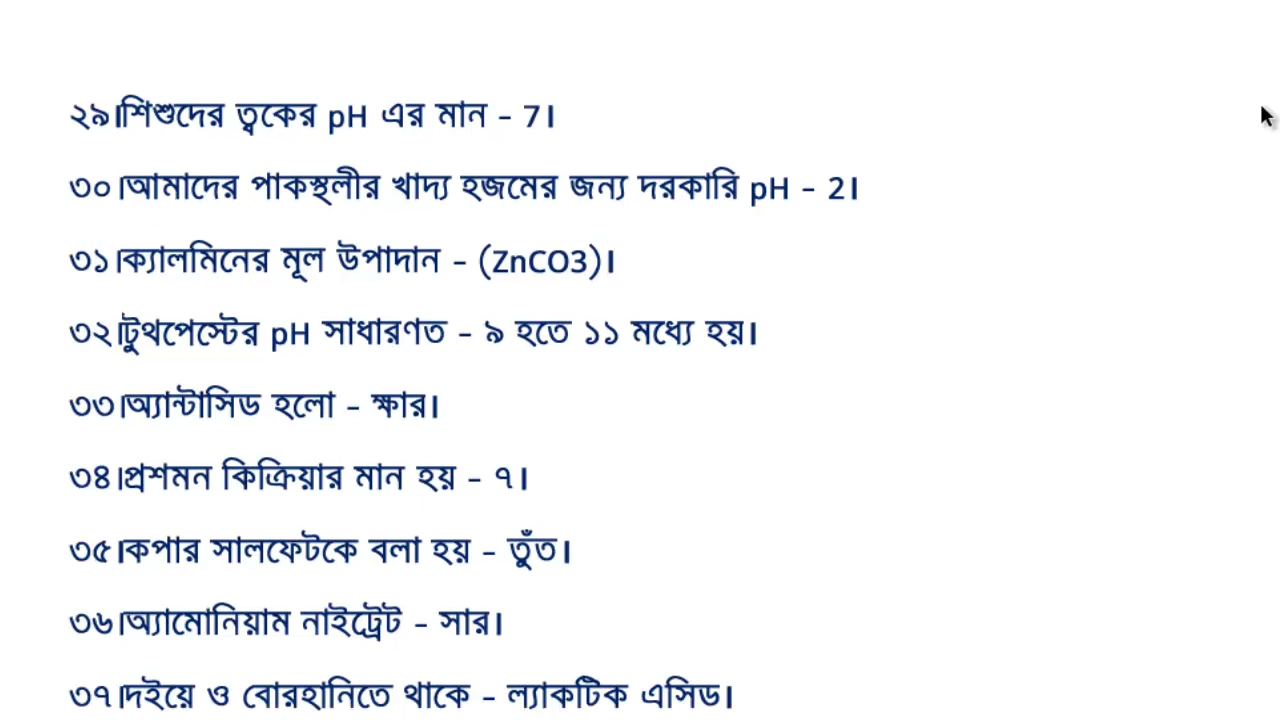 ২৯।শিশুদের ত্বকের pH এর মান - 7।
৩০।আমাদের পাকস্থলীর খাদ্য হজমের জন্য দরকারি pH - 2।
৩১।ক্যালমিনের মূল উপাদান - (ZnCO3)।
৩২।টুথপেস্টের pH সাধারণত - ৯ হতে ১১ মধ্যে হয়।
৩৩।অ্যান্টাসিড হলো - ক্ষার।
৩৪।প্রশমন কিক্রিয়ার মান হয় - ৭।
৩৫।কপার সালফেটকে বলা হয় - তুঁত।
৩৬।অ্যামোনিয়াম নাইট্রেট - সার।
৩৭।দইয়ে ও বোরহানিতে থাকে - ল্যাকটিক এসিড।